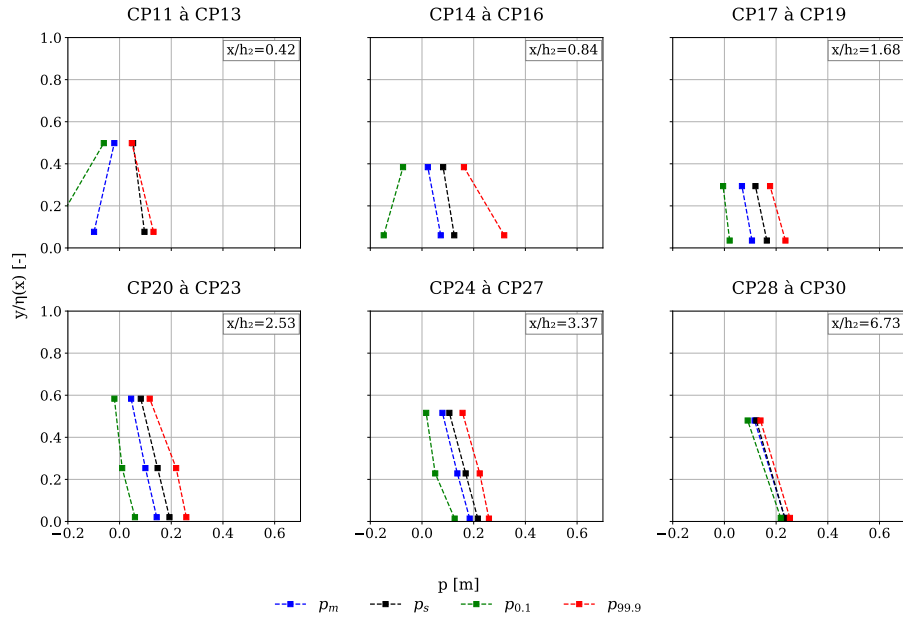 CP11 à CP13
CP14 à CP16
CP17 à CP19
x/h₂=0.42
x/h₂=0.84
x/h₂=1.68
1.0
0.8
0.6
0.4
0.2
0.0
y/η(x) [-]
CP20 à CP23
CP24 à CP27
CP28 à CP30
x/h₂=2.53
x/h₂=3.37
x/h₂=6.73
1.0
0.8
0.6
0.4
0.2
0.0
−0.2 0.0 0.2 0.4 0.6
−0.2 0.0 0.2 0.4 0.6
−0.2 0.0 0.2 0.4 0.6
p [m]
p_m p_s p_0.1 p_99.9